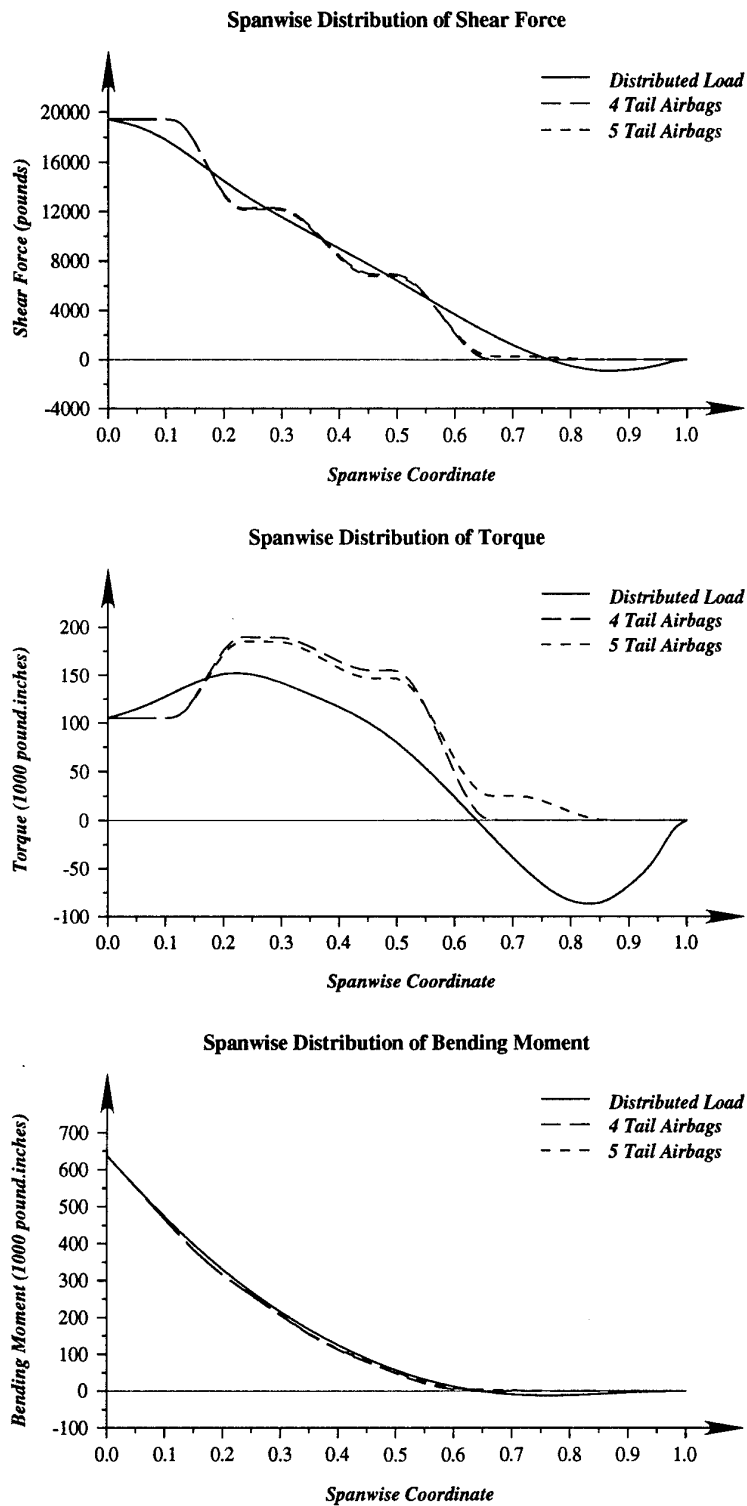 Spanwise Distribution of Shear Force
Distributed Load
4 Tail Airbags
5 Tail Airbags
Shear Force (pounds)
20000
16000
12000
8000
4000
0
-4000
0.0 0.1 0.2 0.3 0.4 0.5 0.6 0.7 0.8 0.9 1.0
Spanwise Coordinate
Spanwise Distribution of Torque
Distributed Load
4 Tail Airbags
5 Tail Airbags
Torque (1000 pound.inches)
200
150
100
50
0
-50
-100
0.0 0.1 0.2 0.3 0.4 0.5 0.6 0.7 0.8 0.9 1.0
Spanwise Coordinate
Spanwise Distribution of Bending Moment
Distributed Load
4 Tail Airbags
5 Tail Airbags
Bending Moment (1000 pound.inches)
700
600
500
400
300
200
100
0
-100
0.0 0.1 0.2 0.3 0.4 0.5 0.6 0.7 0.8 0.9 1.0
Spanwise Coordinate